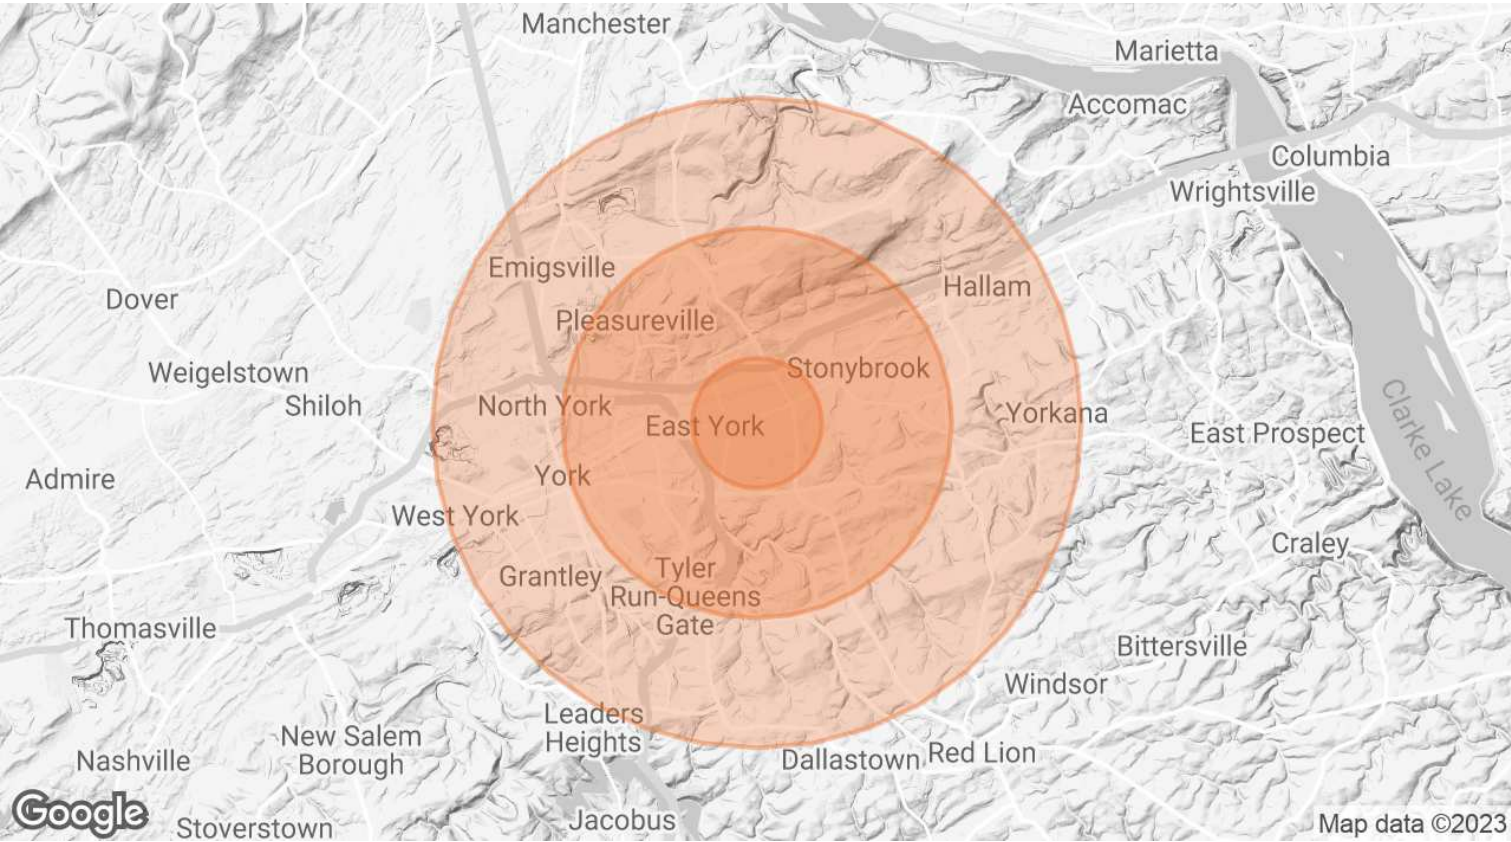 Manchester
Marietta
Accomac
Columbia
Wrightsville
Emigsville
Hallam
Dover
Pleasureville
Weigelstown
Stonybrook
Shiloh
North York
Yorkana
East York
East Prospect
Clarke Lake
Admire
York
West York
Craley
Grantley
Tyler
Run-Queens
Gate
Thomasville
Bittersville
Windsor
Leaders
Heights
New Salem
Borough
Nashville
Dallastown
Red Lion
Google
Stoverstown
Jacobus
Map data ©2023